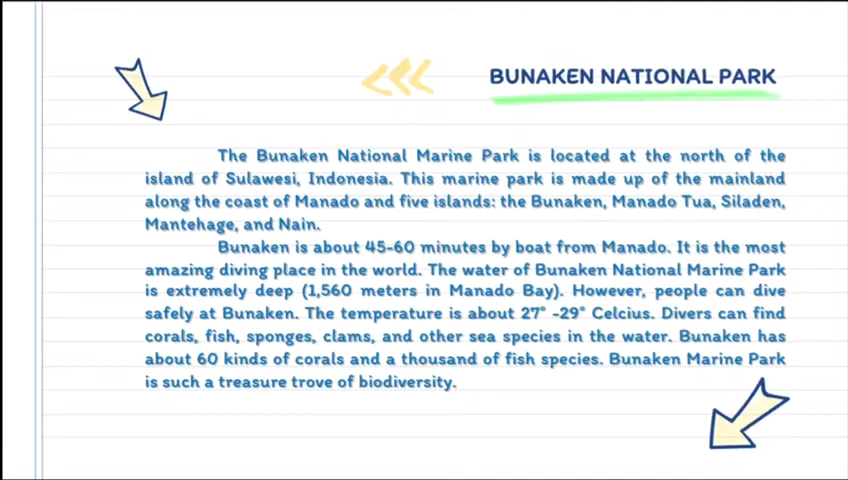 BUNAKEN NATIONAL PARK
The Bunaken National Marine Park is located at the north of the
island of Sulawesi, Indonesia. This marine park is made up of the mainland
along the coast of Manado and five islands: the Bunaken, Manado Tua, Siladen,
Mantehage, and Nain.
Bunaken is about 45-60 minutes by boat from Manado. It is the most
amazing diving place in the world. The water of Bunaken National Marine Park
is extremely deep (1,560 meters in Manado Bay). However, people can dive
safely at Bunaken. The temperature is about 27° -29° Celcius. Divers can find
corals, fish, sponges, clams, and other sea species in the water. Bunaken has
about 60 kinds of corals and a thousand of fish species. Bunaken Marine Park
is such a treasure trove of biodiversity.